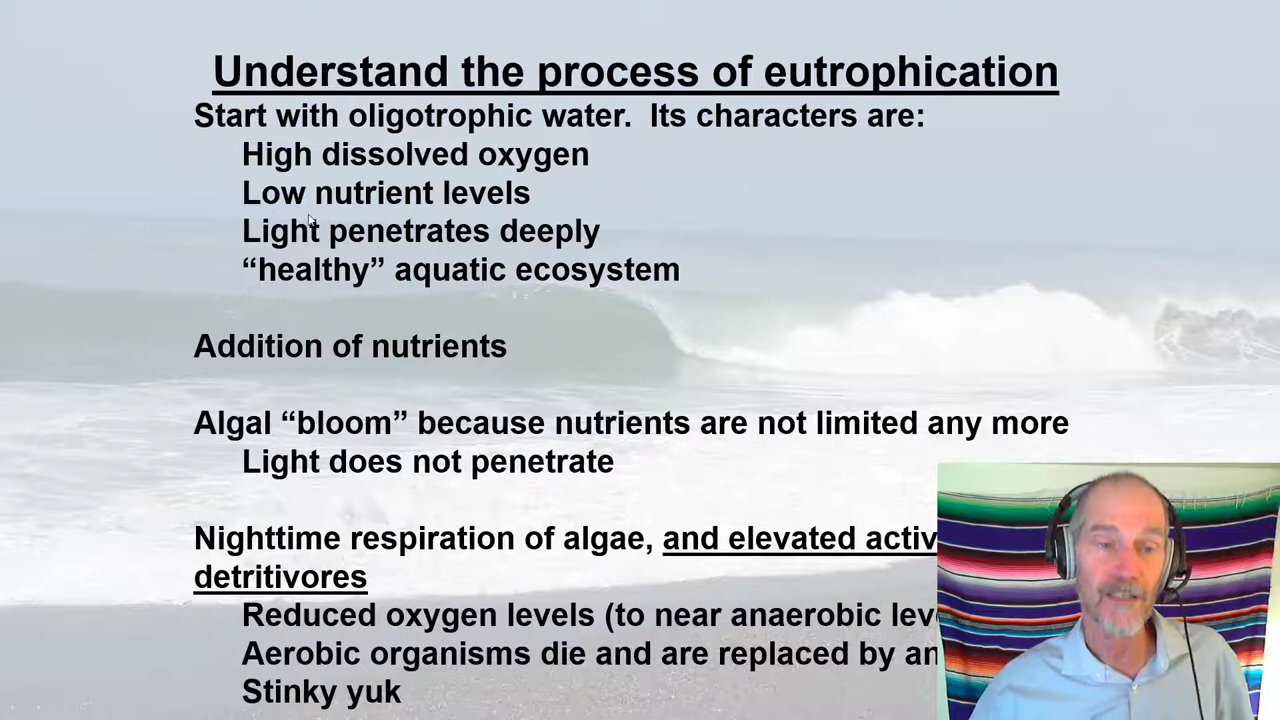 Understand the process of eutrophication
Start with oligotrophic water. Its characters are:
High dissolved oxygen
Low nutrient levels
Light penetrates deeply
“healthy” aquatic ecosystem
Addition of nutrients
Algal “bloom” because nutrients are not limited any more
Light does not penetrate
Nighttime respiration of algae, and elevated
detritivores
Reduced oxygen levels (to near anaerobic
Aerobic organisms die and are replaced by
Stinky yuk